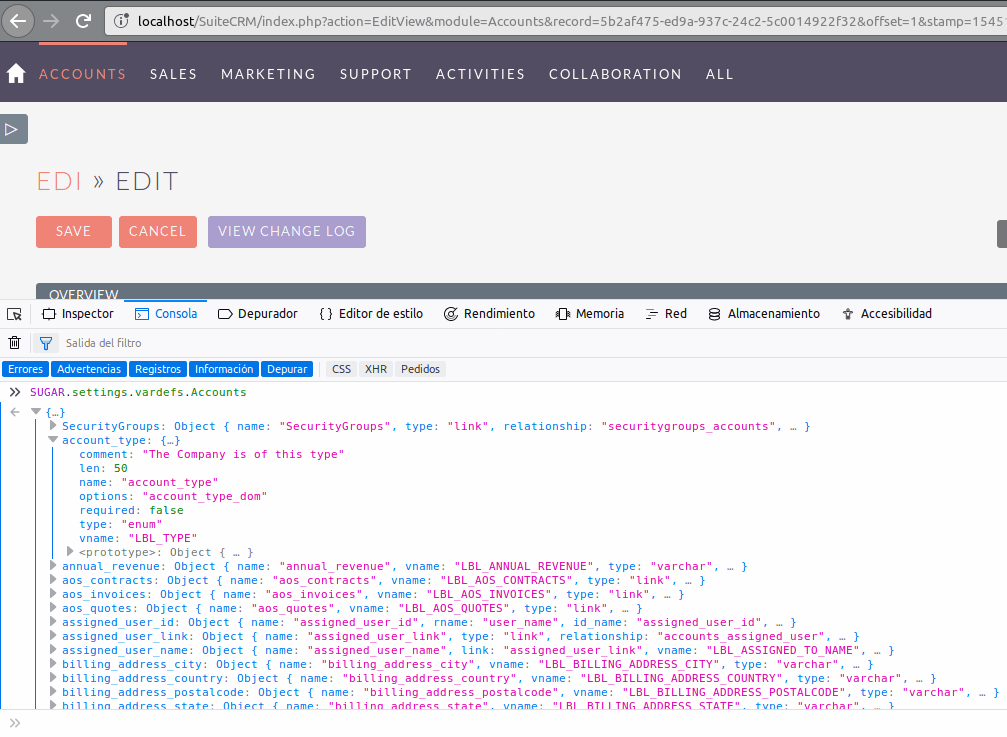 localhost/SuiteCRM/index.php?action=EditView&module=Accounts&record=5b2af475-ed9a-937c-24c2-5c0014922f32&offset=1&stamp=1545
ACCOUNTS SALES MARKETING SUPPORT ACTIVITIES COLLABORATION ALL
EDI » EDIT
SAVE CANCEL VIEW CHANGE LOG
OVERVIEW
Inspector Consola Depurador {} Editor de estilo Rendimiento Memoria Red Almacenamiento Accesibilidad
Salida del filtro
Errores Advertencias Registros Información Depurar CSS XHR Pedidos
SUGAR.settings.vardefs.Accounts
{…}
SecurityGroups: Object { name: "SecurityGroups", type: "link", relationship: "securitygroups_accounts", … }
account_type: {…}
comment: "The Company is of this type"
len: 50
name: "account_type"
options: "account_type_dom"
required: false
type: "enum"
vname: "LBL_TYPE"
<prototype>: Object { … }
annual_revenue: Object { name: "annual_revenue", vname: "LBL_ANNUAL_REVENUE", type: "varchar", … }
aos_contracts: Object { name: "aos_contracts", vname: "LBL_AOS_CONTRACTS", type: "link", … }
aos_invoices: Object { name: "aos_invoices", vname: "LBL_AOS_INVOICES", type: "link", … }
aos_quotes: Object { name: "aos_quotes", vname: "LBL_AOS_QUOTES", type: "link", … }
assigned_user_id: Object { name: "assigned_user_id", rname: "user_name", id_name: "assigned_user_id", … }
assigned_user_link: Object { name: "assigned_user_link", type: "link", relationship: "accounts_assigned_user", … }
assigned_user_name: Object { name: "assigned_user_name", link: "assigned_user_link", vname: "LBL_ASSIGNED_TO_NAME", … }
billing_address_city: Object { name: "billing_address_city", vname: "LBL_BILLING_ADDRESS_CITY", type: "varchar", … }
billing_address_country: Object { name: "billing_address_country", vname: "LBL_BILLING_ADDRESS_COUNTRY", type: "varchar", … }
billing_address_postalcode: Object { name: "billing_address_postalcode", vname: "LBL_BILLING_ADDRESS_POSTALCODE", type: "varchar", … }
billing_address_state: Object { name: "billing_address_state", vname: "LBL_BILLING_ADDRESS_STATE", type: "varchar", … }